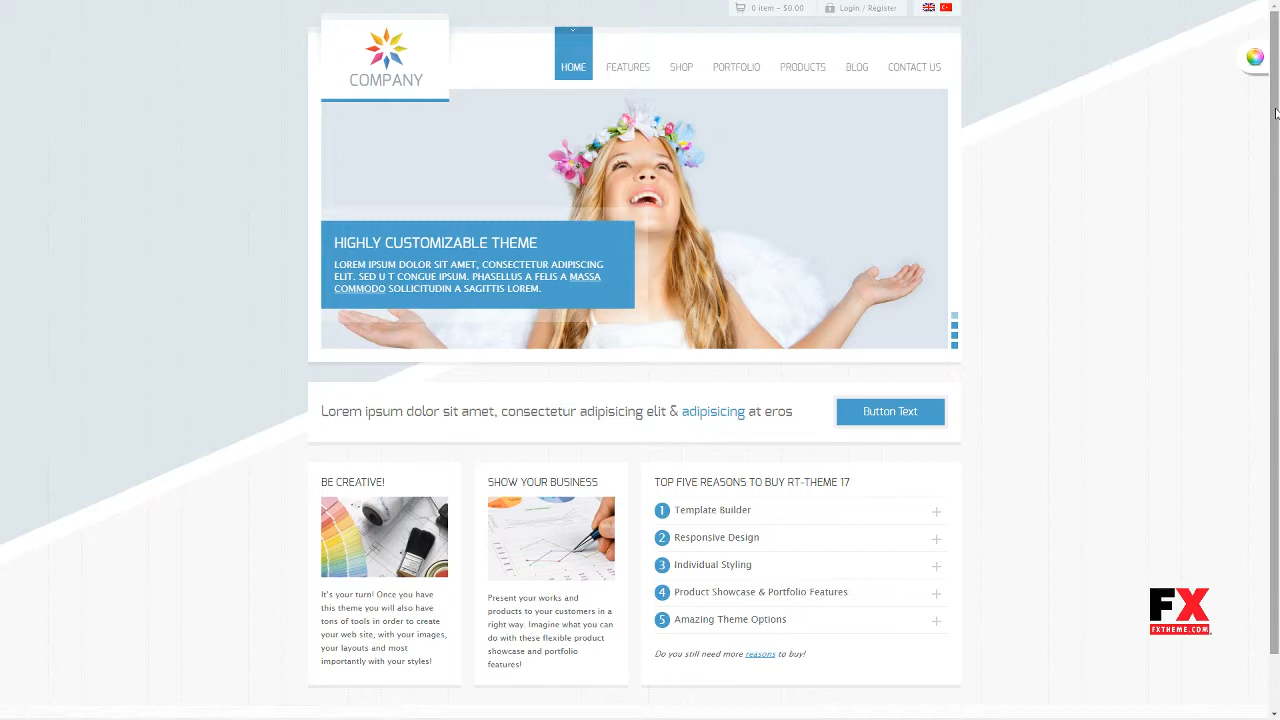 0 item - $0.00
Login / Register
COMPANY
HOME
FEATURES
SHOP
PORTFOLIO
PRODUCTS
BLOG
CONTACT US
HIGHLY CUSTOMIZABLE THEME
LOREM IPSUM DOLOR SIT AMET, CONSECTETUR ADIPISCING
ELIT. SED U T CONGUE IPSUM. PHASELLUS A FELIS A MASSA
COMMODO SOLLICITUDIN A SAGITTIS LOREM.
Lorem ipsum dolor sit amet, consectetur adipisicing elit & adipisicing at eros
Button Text
BE CREATIVE!
It's your turn! Once you have
this theme you will also have
tons of tools in order to create
your web site, with your images,
your layouts and most
importantly with your styles!
SHOW YOUR BUSINESS
Present your works and
products to your customers in a
right way. Imagine what you can
do with these flexible product
showcase and portfolio
features!
TOP FIVE REASONS TO BUY RT-THEME 17
1 Template Builder
2 Responsive Design
3 Individual Styling
4 Product Showcase & Portfolio Features
5 Amazing Theme Options
Do you still need more reasons to buy!
FX
FXTHEME.COM